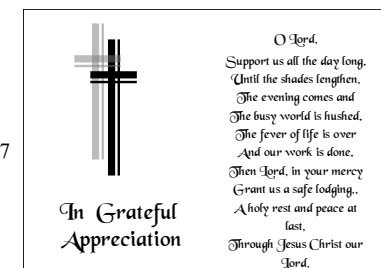 7
In Grateful
Appreciation
O Lord,
Support us all the day long,
Until the shades lengthen,
The evening comes and
The busy world is hushed,
The fever of life is over
And our work is done,
Then Lord, in your mercy
Grant us a safe lodging,,
A holy rest and peace at
last,
Through Jesus Christ our
Lord,